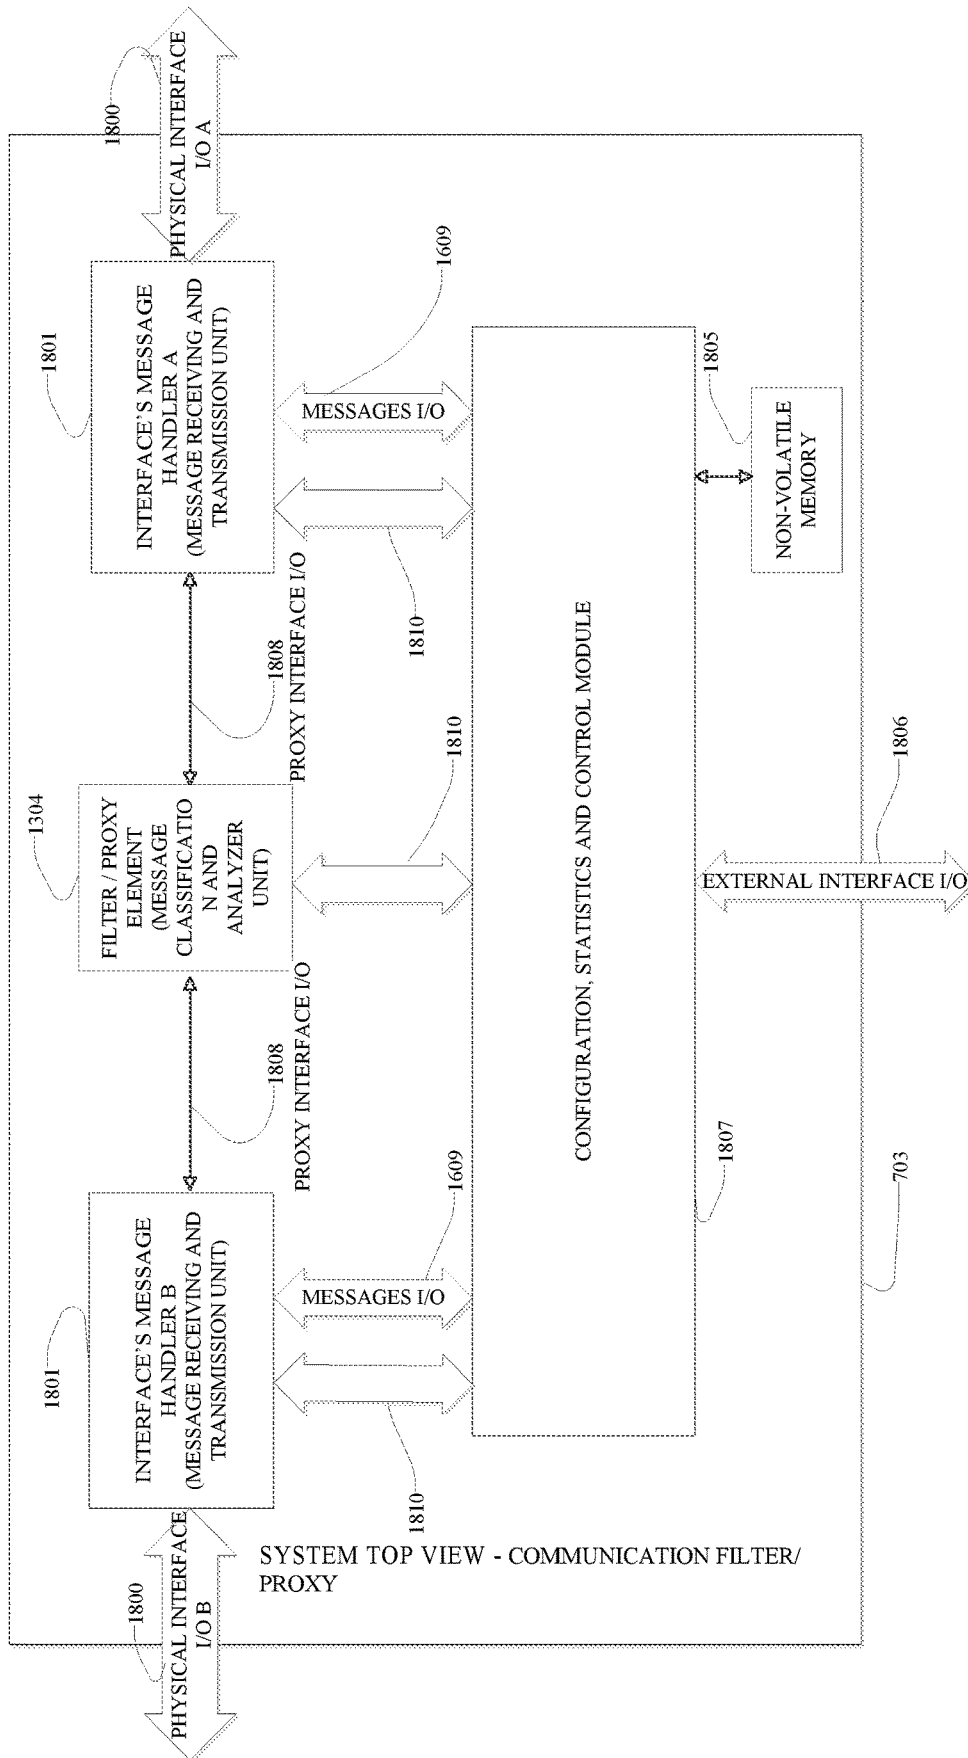 1800
PHYSICAL INTERFACE
I/O A
1801
INTERFACE'S MESSAGE
HANDLER A
(MESSAGE RECEIVING AND
TRANSMISSION UNIT)
1609
MESSAGES I/O
1810
1808
PROXY INTERFACE I/O
1304
FILTER / PROXY
ELEMENT
(MESSAGE
CLASSIFICATIO
N AND
ANALYZER
UNIT)
1810
1808
PROXY INTERFACE I/O
1801
INTERFACE'S MESSAGE
HANDLER B
(MESSAGE RECEIVING AND
TRANSMISSION UNIT)
1609
MESSAGES I/O
1810
1800
PHYSICAL INTERFACE
I/O B
CONFIGURATION, STATISTICS AND CONTROL MODULE
1805
NON-VOLATILE
MEMORY
1806
EXTERNAL INTERFACE I/O
1807
703
SYSTEM TOP VIEW - COMMUNICATION FILTER/
PROXY